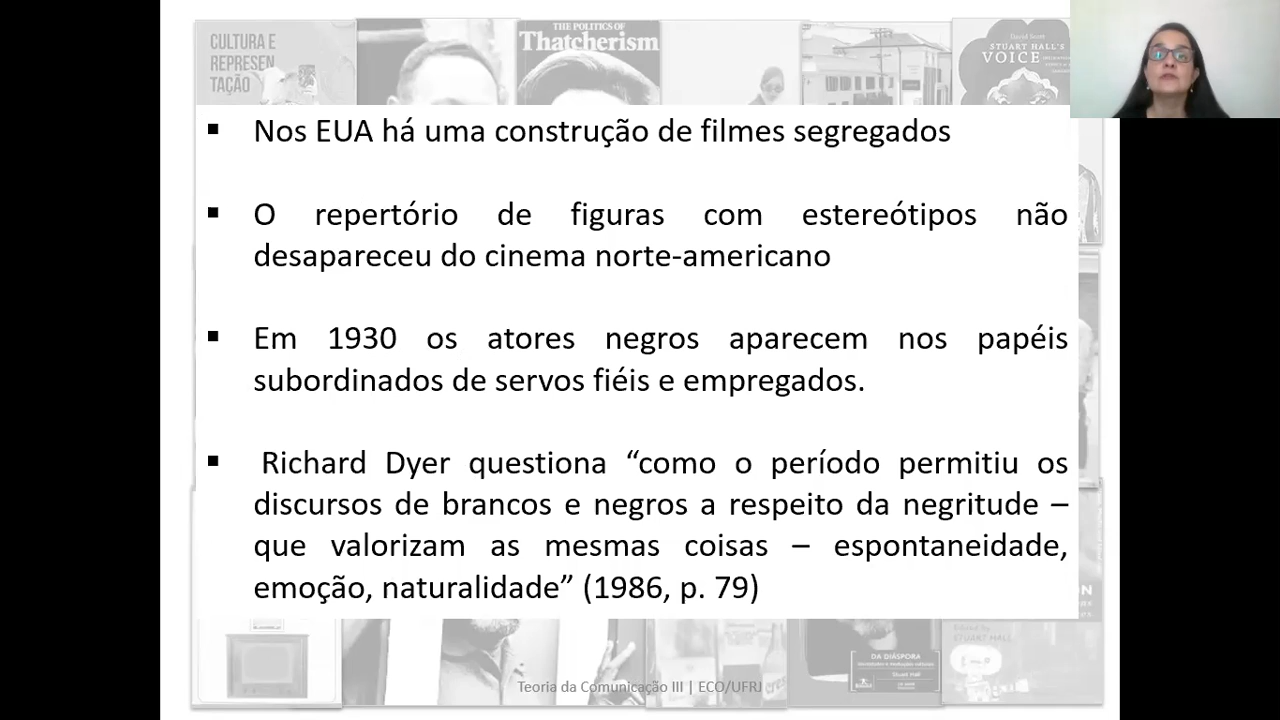 CULTURA E
REPRESEN
TAÇÃO
THE POLITICS OF
Thatcherism
David Scott
STUART HALL'S
VOICE
▪ Nos EUA há uma construção de filmes segregados
▪ O repertório de figuras com estereótipos não
desapareceu do cinema norte-americano
▪ Em 1930 os atores negros aparecem nos papéis
subordinados de servos fiéis e empregados.
▪ Richard Dyer questiona “como o período permitiu os
discursos de brancos e negros a respeito da negritude –
que valorizam as mesmas coisas – espontaneidade,
emoção, naturalidade” (1986, p. 79)
Edited by
STUART HALL
DA DIÁSPORA
Stuart Hall
Teoria da Comunicação III | ECO/UFRJ